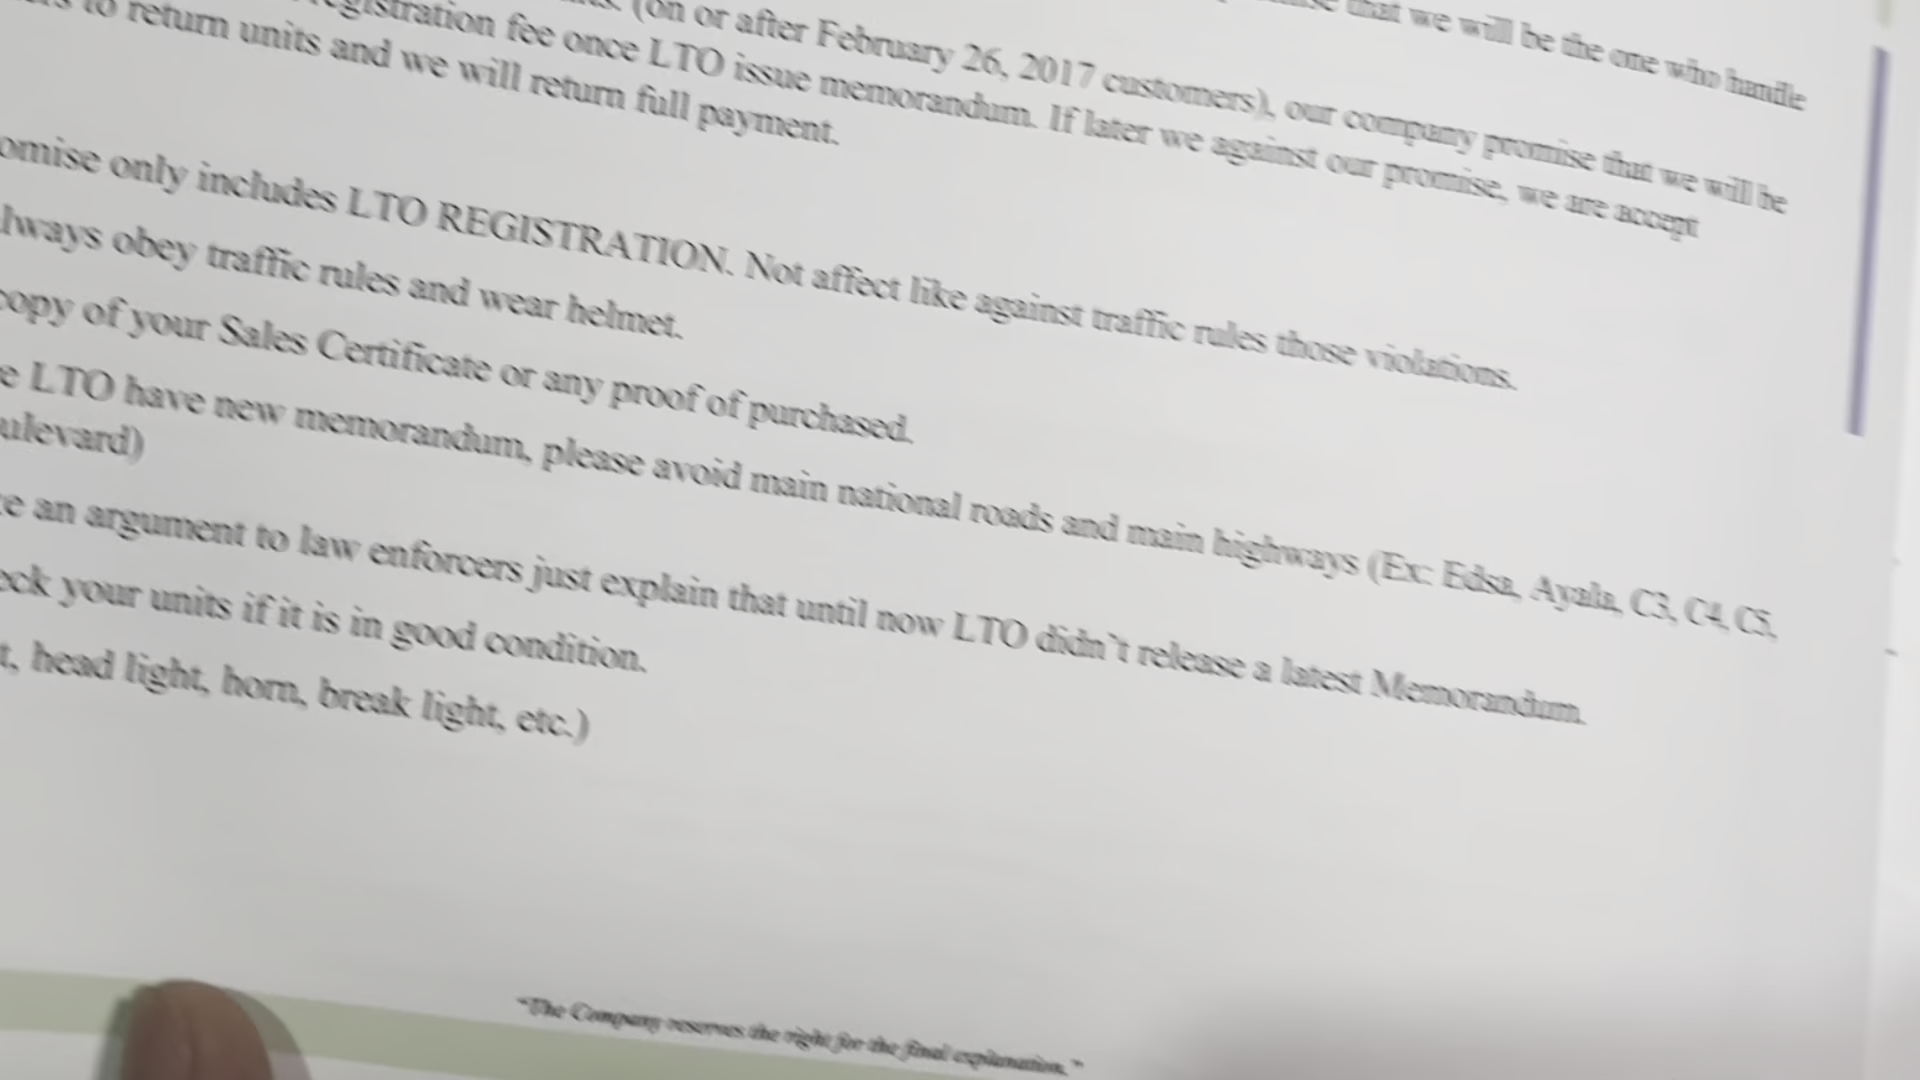 that we will be the one who handle
(on or after February 26, 2017 customers), our company promise that we will be
registration fee once LTO issue memorandum. If later we against our promise, we are accept
to return units and we will return full payment.
omise only includes LTO REGISTRATION. Not affect like against traffic rules those violations.
lways obey traffic rules and wear helmet.
copy of your Sales Certificate or any proof of purchased.
e LTO have new memorandum, please avoid main national roads and main highways (Ex: Edsa, Ayala, C3, C4, C5,
ulevard)
e an argument to law enforcers just explain that until now LTO didn't release a latest Memorandum.
eck your units if it is in good condition.
t, head light, horn, break light, etc.)
"The Company reserves the right for the final explanation."